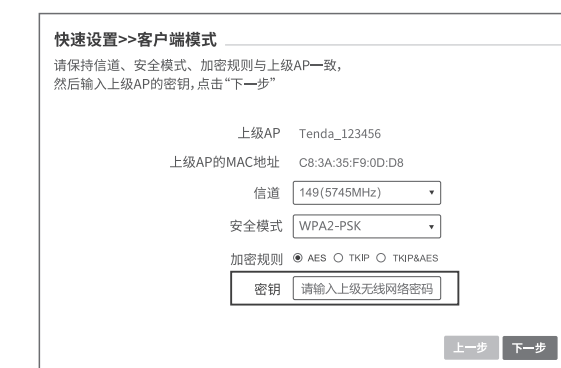 快速设置>>客户端模式
请保持信道、安全模式、加密规则与上级AP一致，
然后输入上级AP的密钥，点击“下一步”
上级AP Tenda_123456
上级AP的MAC地址 C8:3A:35:F9:0D:D8
信道 149(5745MHz)
安全模式 WPA2-PSK
加密规则 AES TKIP TKIP&AES
密钥 请输入上级无线网络密码
上一步 下一步